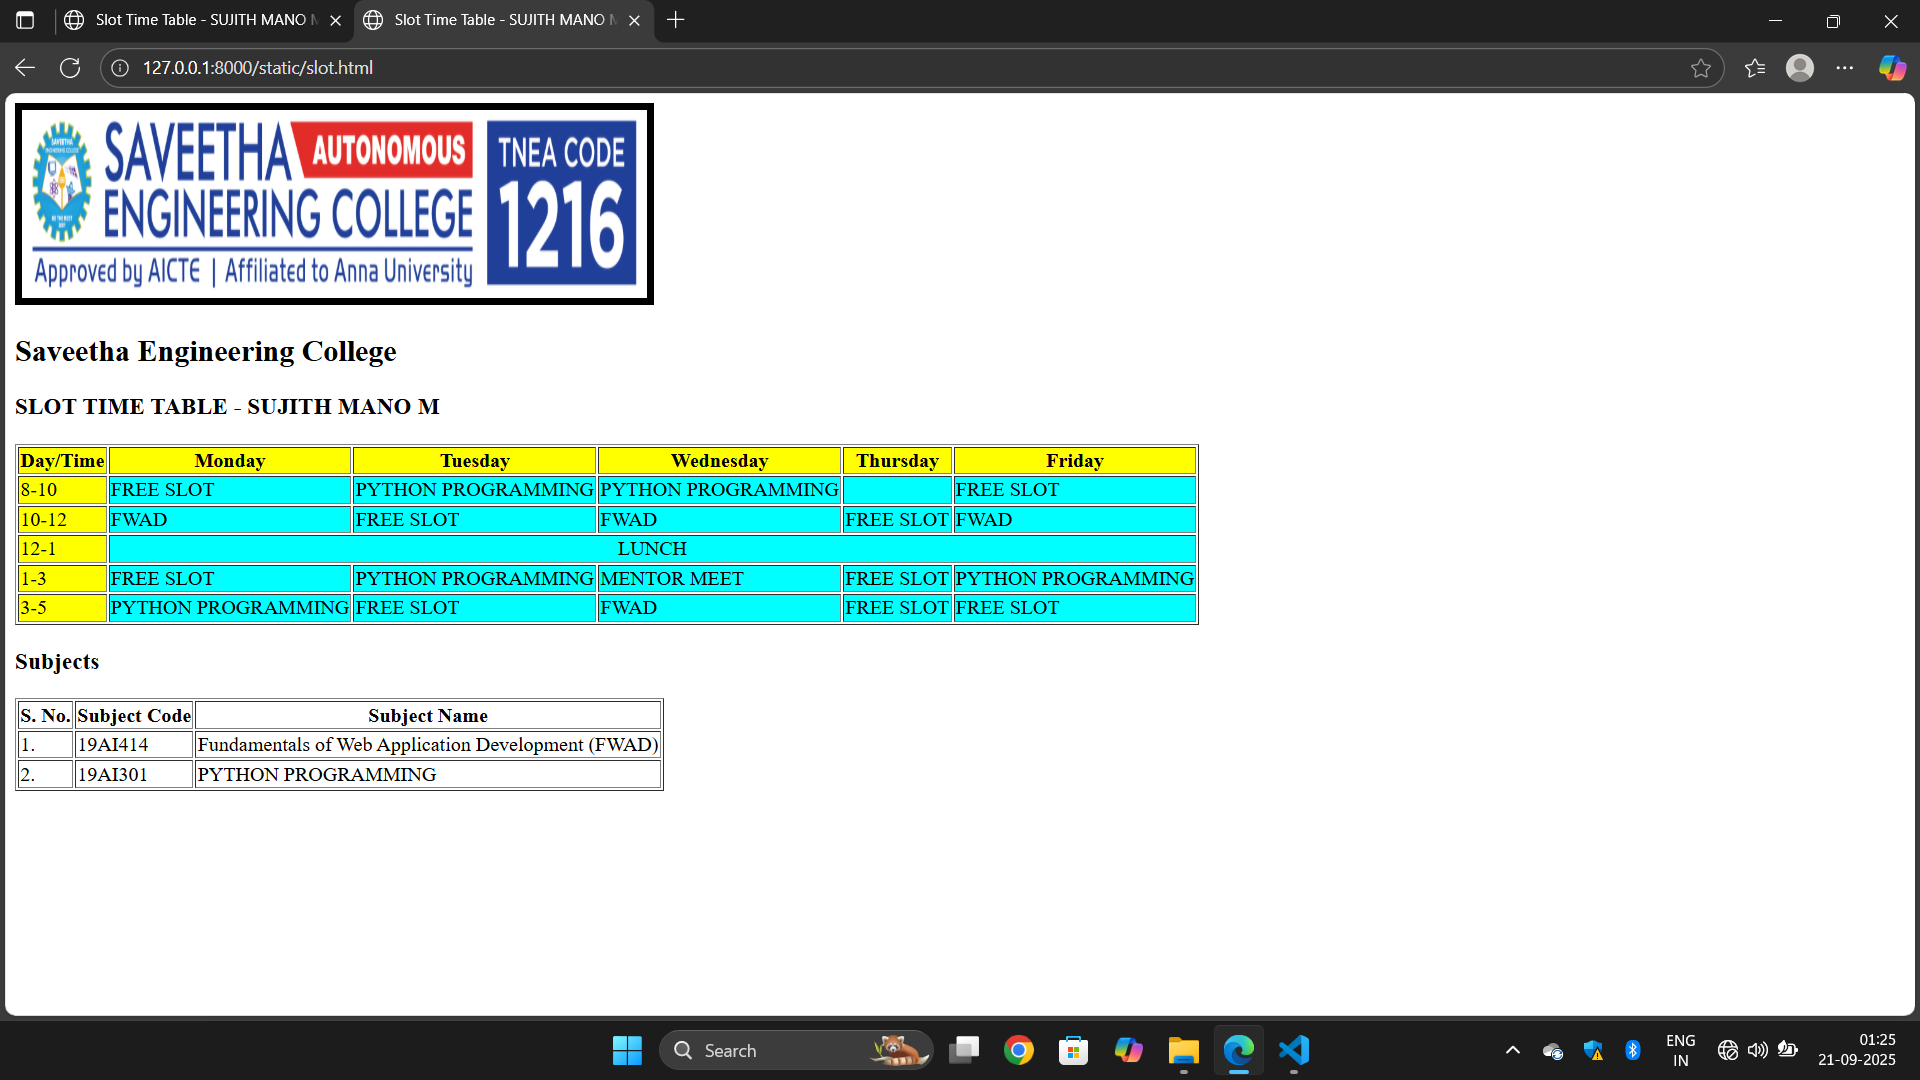 Slot Time Table - SUJITH MANO M
Slot Time Table - SUJITH MANO M
127.0.0.1:8000/static/slot.html
SAVEETHA AUTONOMOUS
ENGINEERING COLLEGE
Approved by AICTE | Affiliated to Anna University
TNEA CODE
1216
Saveetha Engineering College
SLOT TIME TABLE - SUJITH MANO M
Day/Time Monday Tuesday Wednesday Thursday Friday
8-10 FREE SLOT PYTHON PROGRAMMING PYTHON PROGRAMMING FREE SLOT
10-12 FWAD FREE SLOT FWAD FREE SLOT FWAD
12-1 LUNCH
1-3 FREE SLOT PYTHON PROGRAMMING MENTOR MEET FREE SLOT PYTHON PROGRAMMING
3-5 PYTHON PROGRAMMING FREE SLOT FWAD FREE SLOT FREE SLOT
Subjects
S. No. Subject Code Subject Name
1. 19AI414 Fundamentals of Web Application Development (FWAD)
2. 19AI301 PYTHON PROGRAMMING
Search
ENG
IN
01:25
21-09-2025